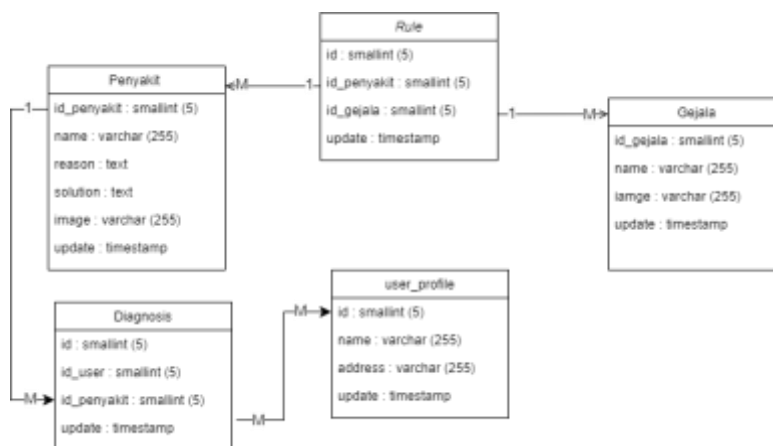 Rule
id : smallint (5)
id_penyakit : smallint (5)
id_gejala : smallint (5)
update : timestamp
Penyakit
id_penyakit : smallint (5)
name : varchar (255)
reason : text
solution : text
image : varchar (255)
update : timestamp
Gejala
id_gejala : smallint (5)
name : varchar (255)
iamge : varchar (255)
update : timestamp
Diagnosis
id : smallint (5)
id_user : smallint (5)
id_penyakit : smallint (5)
update : timestamp
user_profile
id : smallint (5)
name : varchar (255)
address : varchar (255)
update : timestamp
M
1
1
M
1
M
M
M